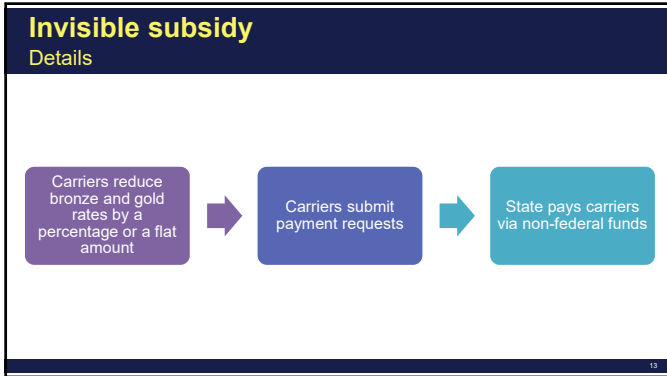 Invisible subsidy
Details
Carriers reduce
bronze and gold
rates by a
percentage or a flat
amount
Carriers submit
payment requests
State pays carriers
via non-federal funds
13